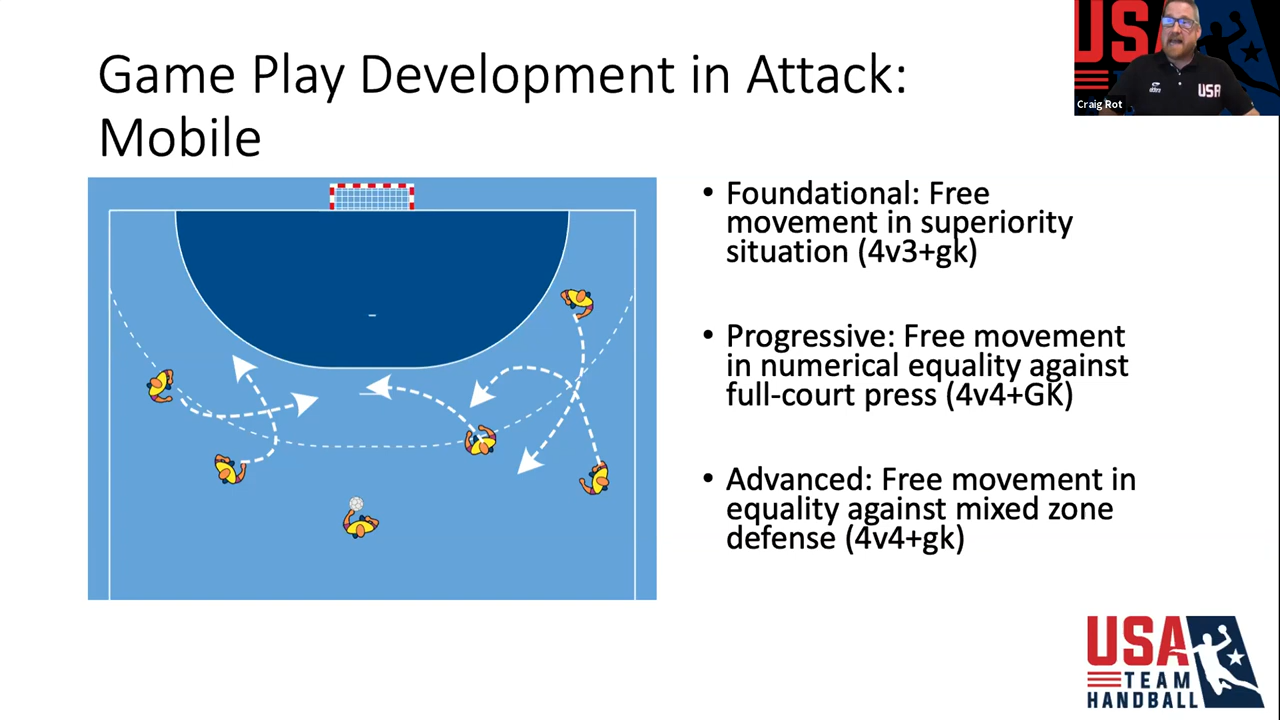 Game Play Development in Attack:
Mobile
USA
USA
Craig Rot
• Foundational: Free
movement in superiority
situation (4v3+gk)
• Progressive: Free movement
in numerical equality against
full-court press (4v4+GK)
• Advanced: Free movement in
equality against mixed zone
defense (4v4+gk)
USA
TEAM
HANDBALL